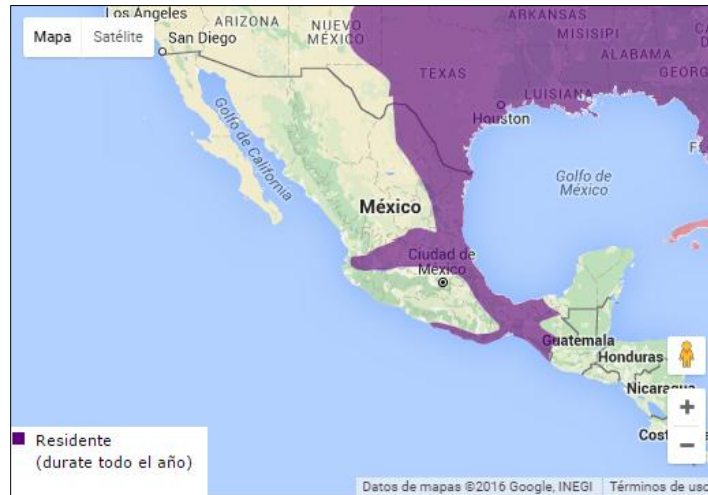 Los Ángeles
ARIZONA
NUEVO
MÉXICO
ARKANSAS
MISISIPI
Mapa
Satélite
San Diego
ALABAMA
TEXAS
GEORG
LUISIANA
Houston
Golfo de California
Golfo de
México
México
Ciudad de
México
Guatemala
Honduras
Nicaragua
Cost
Residente
(durate todo el año)
Datos de mapas ©2016 Google, INEGI
Términos de uso